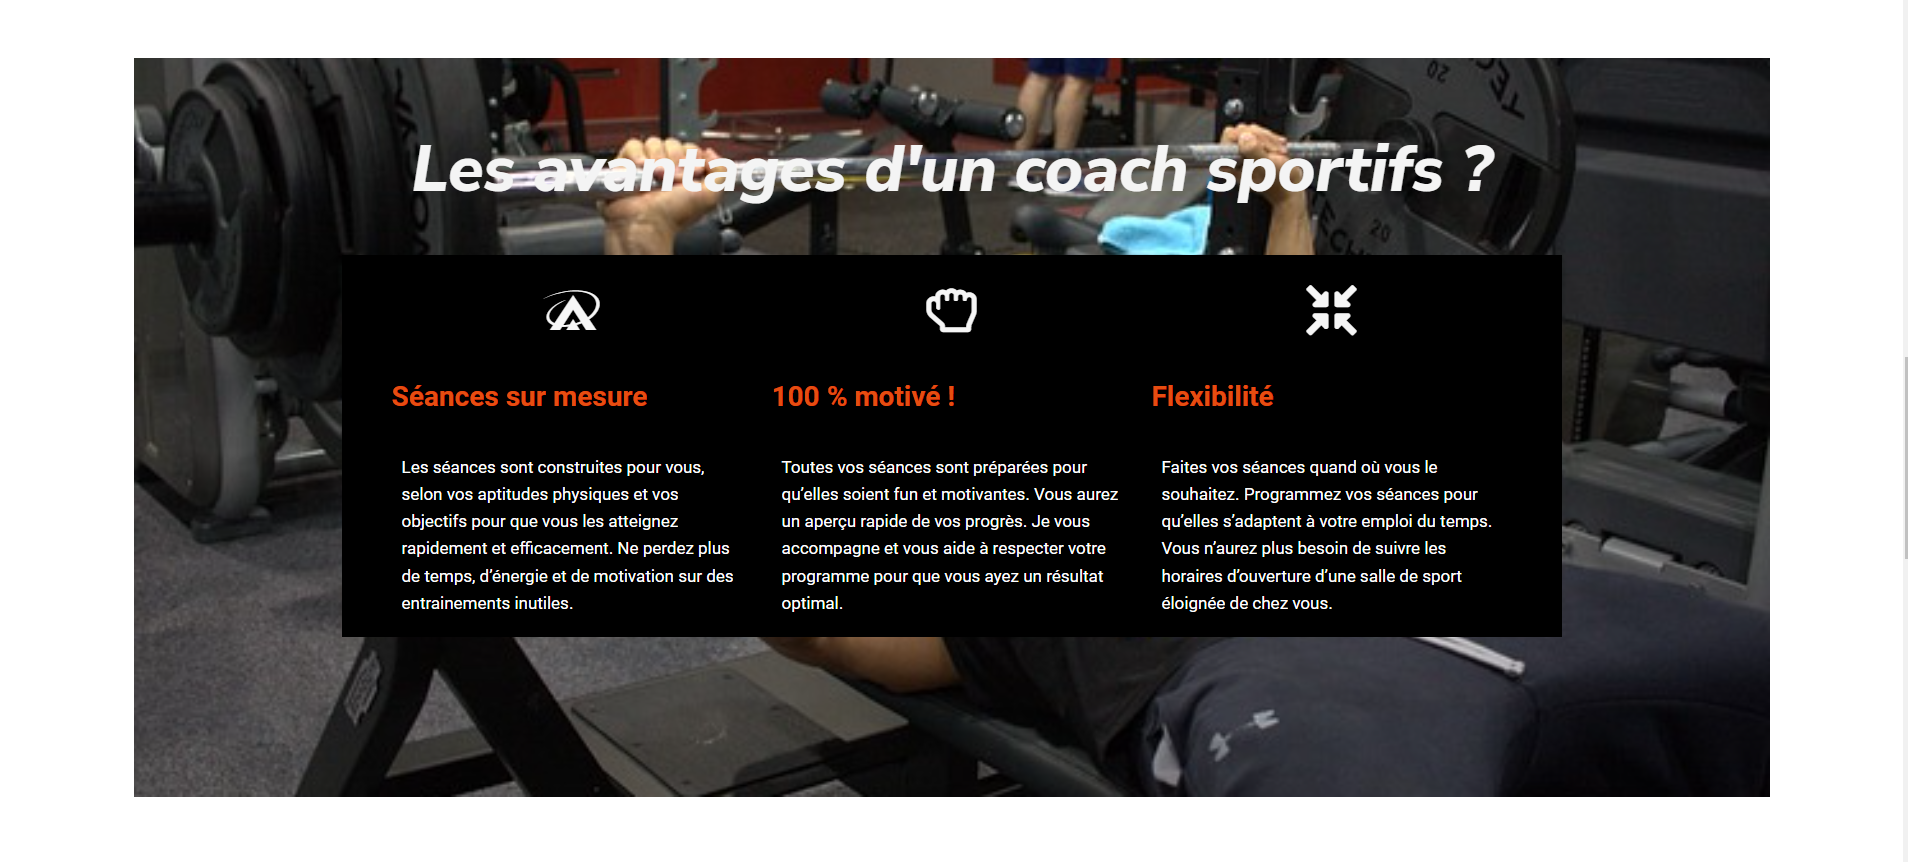 Les avantages d'un coach sportifs ?
Séances sur mesure
Les séances sont construites pour vous,
selon vos aptitudes physiques et vos
objectifs pour que vous les atteignez
rapidement et efficacement. Ne perdez plus
de temps, d’énergie et de motivation sur des
entrainements inutiles.
100 % motivé !
Toutes vos séances sont préparées pour
qu’elles soient fun et motivantes. Vous aurez
un aperçu rapide de vos progrès. Je vous
accompagne et vous aide à respecter votre
programme pour que vous ayez un résultat
optimal.
Flexibilité
Faites vos séances quand où vous le
souhaitez. Programmez vos séances pour
qu’elles s’adaptent à votre emploi du temps.
Vous n’aurez plus besoin de suivre les
horaires d’ouverture d’une salle de sport
éloignée de chez vous.
20
20